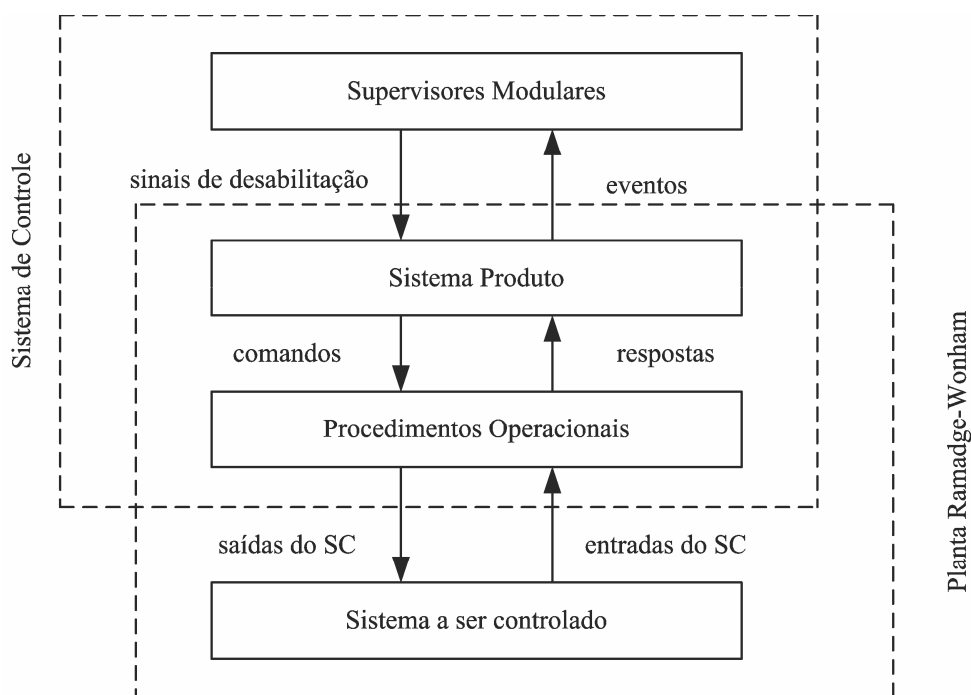 Supervisores Modulares
sinais de desabilitação
eventos
Sistema de Controle
Sistema Produto
comandos
respostas
Procedimentos Operacionais
Planta Ramadge-Wonham
saídas do SC
entradas do SC
Sistema a ser controlado